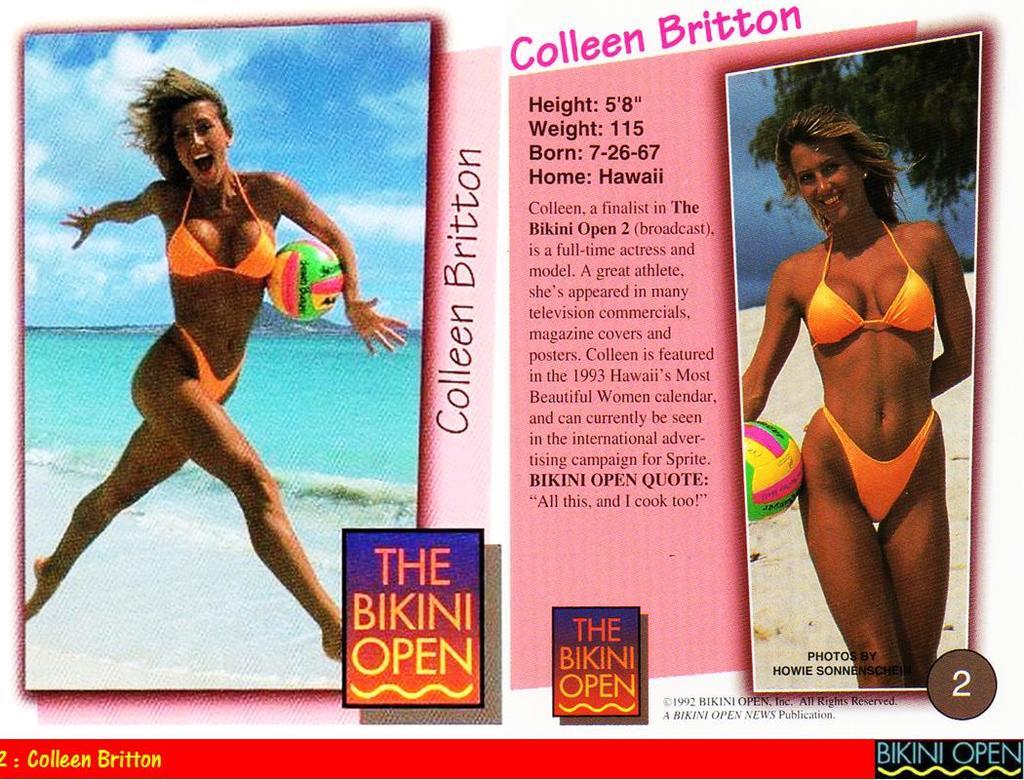 Colleen Britton
THE
BIKINI
OPEN
Colleen Britton
Height: 5'8"
Weight: 115
Born: 7-26-67
Home: Hawaii
Colleen, a finalist in The
Bikini Open 2 (broadcast),
is a full-time actress and
model. A great athlete,
she's appeared in many
television commercials,
magazine covers and
posters. Colleen is featured
in the 1993 Hawaii's Most
Beautiful Women calendar,
and can currently be seen
in the international adver-
tising campaign for Sprite.
BIKINI OPEN QUOTE:
"All this, and I cook too!"
THE
BIKINI
OPEN
PHOTOS BY
HOWIE SONNENSCHEIN
2
©1992 BIKINI OPEN, Inc. All Rights Reserved.
A BIKINI OPEN NEWS Publication.
2 : Colleen Britton
BIKINI OPEN